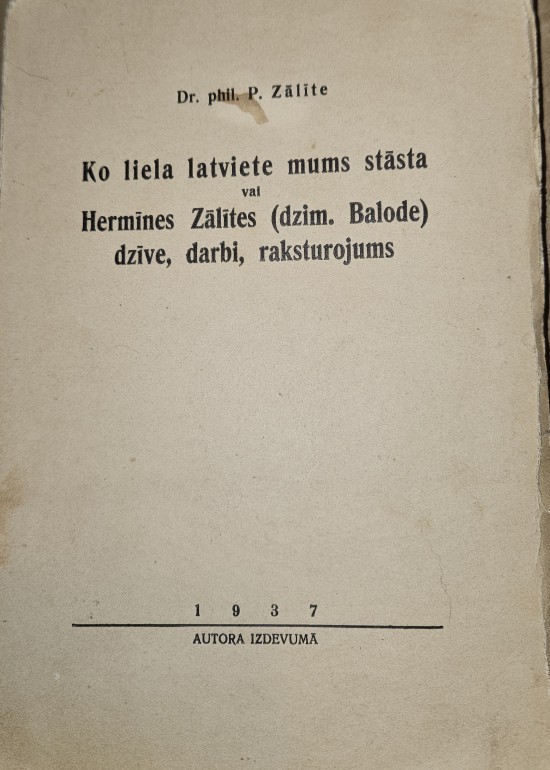 Dr. phil. P. Zālīte
Ko liela latviete mums stāsta
vai
Hermīnes Zālītes (dzim. Balode)
dzīve, darbi, raksturojums
1 9 3 7
AUTORA IZDEVUMĀ